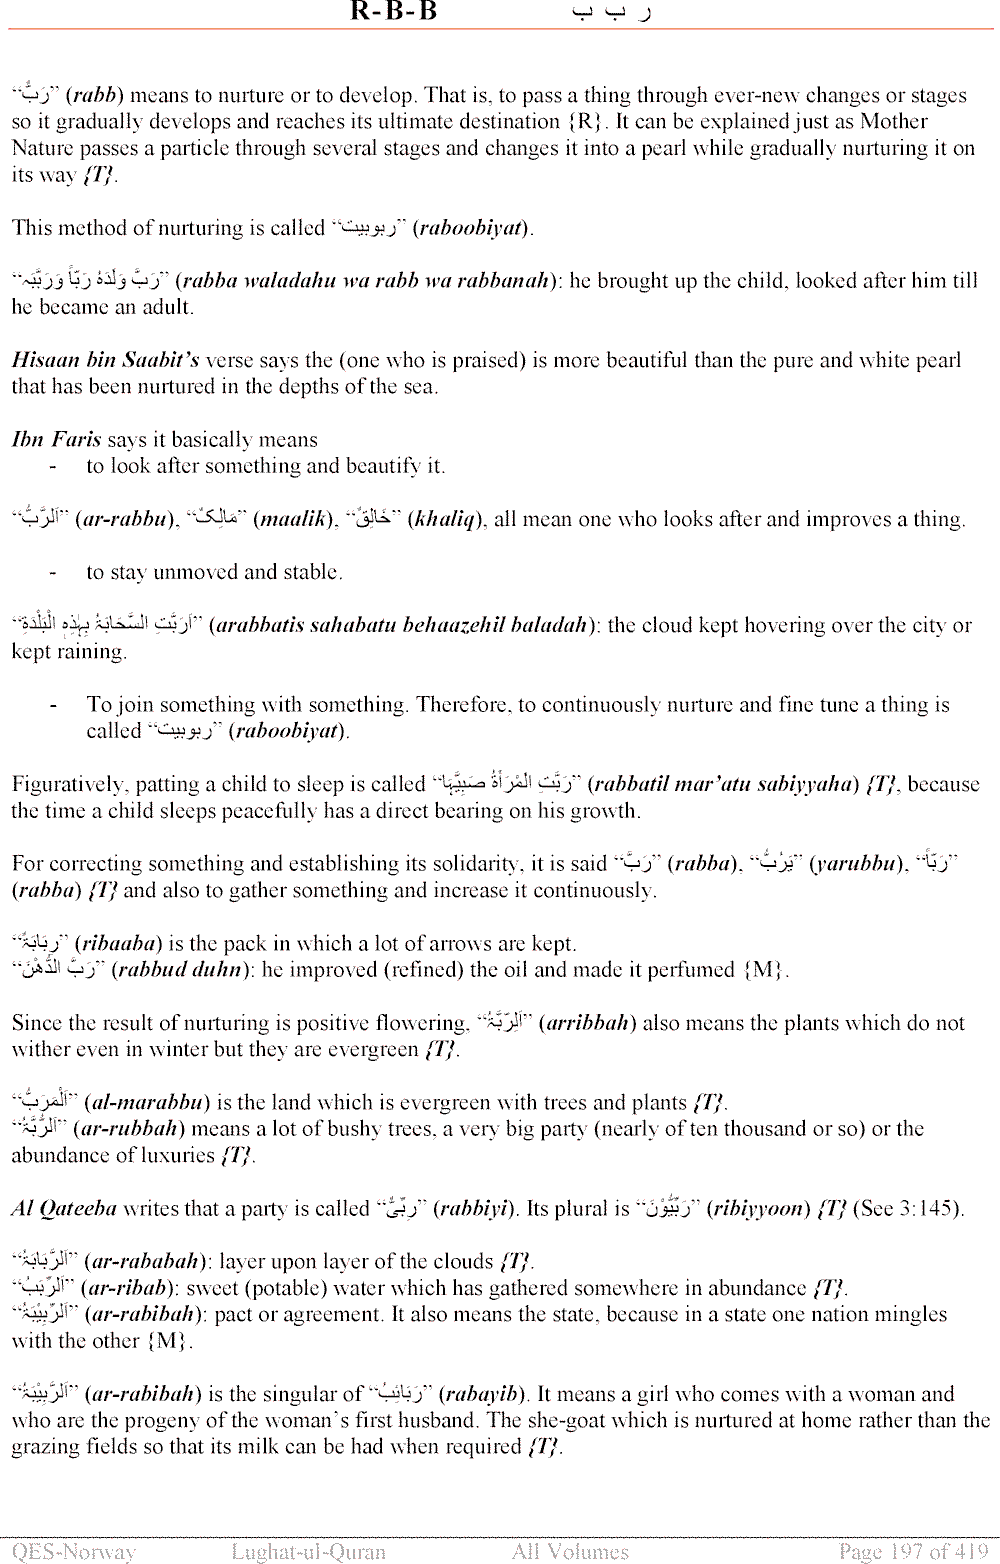 R-B-B ر ب ب
“رَبُّ” (rabb) means to nurture or to develop. That is, to pass a thing through ever-new changes or stages
so it gradually develops and reaches its ultimate destination {R}. It can be explained just as Mother
Nature passes a particle through several stages and changes it into a pearl while gradually nurturing it on
its way {T}.
This method of nurturing is called “ربوبیت” (raboobiyat).
“رَبَّ وَلَدَہُ رَبّاً وَرَبَّبَہ” (rabba waladahu wa rabb wa rabbanah): he brought up the child, looked after him till
he became an adult.
Hisaan bin Saabit’s verse says the (one who is praised) is more beautiful than the pure and white pearl
that has been nurtured in the depths of the sea.
Ibn Faris says it basically means
- to look after something and beautify it.
“اَلرَّبُّ” (ar-rabbu), “مَالِکٌ” (maalik), “خَالِقٌ” (khaliq), all mean one who looks after and improves a thing.
- to stay unmoved and stable.
“اَرَبَّتِ السَّحَابَۃُ بِہٰذِہِ الْبَلْدَۃِ” (arabbatis sahabatu behaazehil baladah): the cloud kept hovering over the city or
kept raining.
- To join something with something. Therefore, to continuously nurture and fine tune a thing is
called “ربوبیت” (raboobiyat).
Figuratively, patting a child to sleep is called “رَبَّتِ الْمَرْأۃُ صَبِیَّہَا” (rabbatil mar’atu sabiyyaha) {T}, because
the time a child sleeps peacefully has a direct bearing on his growth.
For correcting something and establishing its solidarity, it is said “رَبَّ” (rabba), “یَرُبُّ” (yarubbu), “رَبّاً”
(rabba) {T} and also to gather something and increase it continuously.
“رِبَابَۃٌ” (ribaaba) is the pack in which a lot of arrows are kept.
“رَبَّ الدُّھْنَ” (rabbud duhn): he improved (refined) the oil and made it perfumed {M}.
Since the result of nurturing is positive flowering, “اَلرِّبَّۃُ” (arribbah) also means the plants which do not
wither even in winter but they are evergreen {T}.
“اَلْمَرَبُّ” (al-marabbu) is the land which is evergreen with trees and plants {T}.
“اَلرُّبَّۃُ” (ar-rubbah) means a lot of bushy trees, a very big party (nearly of ten thousand or so) or the
abundance of luxuries {T}.
Al Qateeba writes that a party is called “رِبِّیٌّ” (rabbiyi). Its plural is “رَبِّیُّوْنَ” (ribiyyoon) {T} (See 3:145).
“اَلرَّبَابَۃُ” (ar-rababah): layer upon layer of the clouds {T}.
“اَلرَّبَبُ” (ar-ribab): sweet (potable) water which has gathered somewhere in abundance {T}.
“اَلرَّبِیْبَۃُ” (ar-rabibah): pact or agreement. It also means the state, because in a state one nation mingles
with the other {M}.
“اَلرَّبِیْبَۃُ” (ar-rabibah) is the singular of “رَبَائِبُ” (rabayib). It means a girl who comes with a woman and
who are the progeny of the woman’s first husband. The she-goat which is nurtured at home rather than the
grazing fields so that its milk can be had when required {T}.
QES-Norway Lughat-ul-Quran All Volumes Page 197 of 419